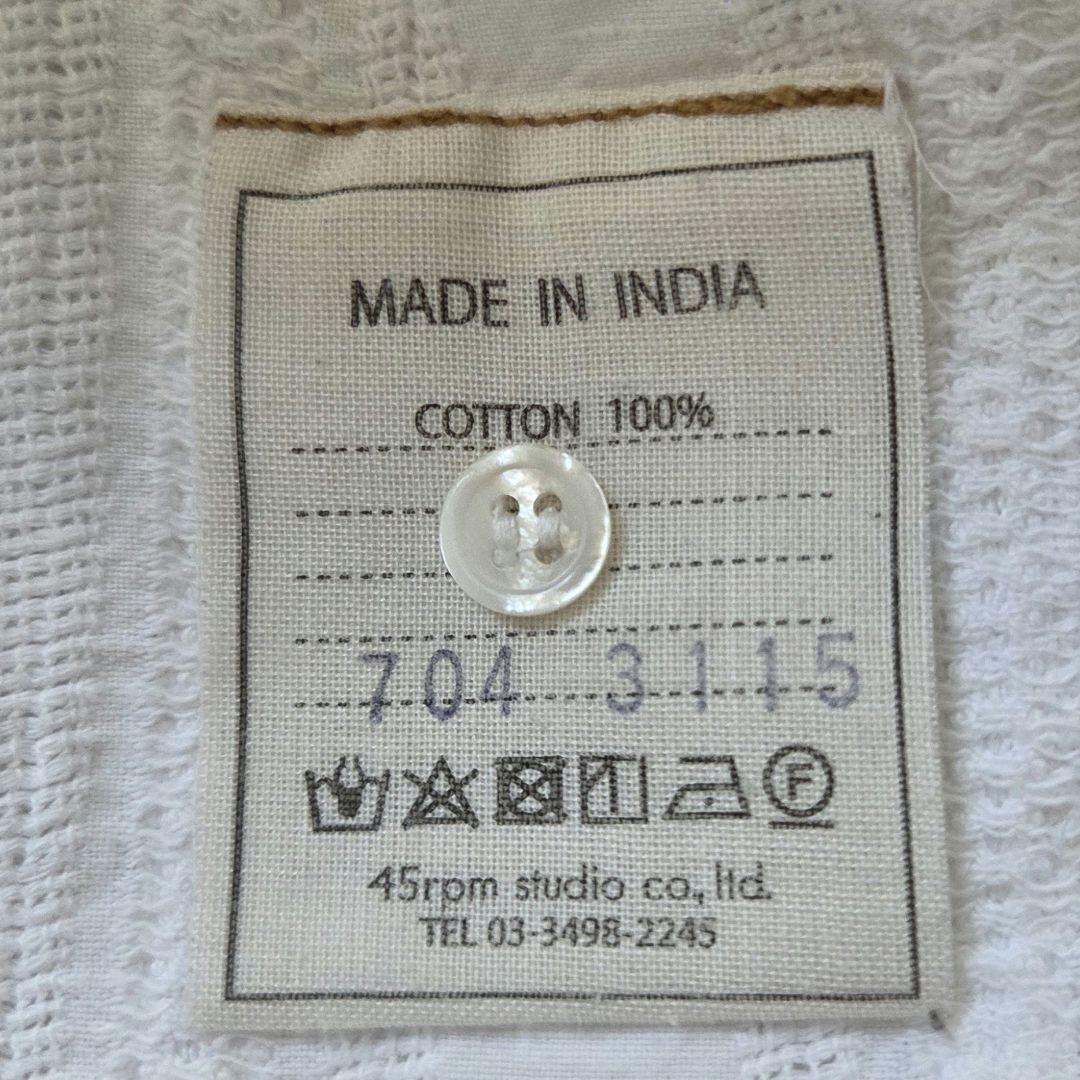 MADE IN INDIA
COTTON 100%
704 3115
F
45rpm studio co., ltd.
TEL 03-3498-2245